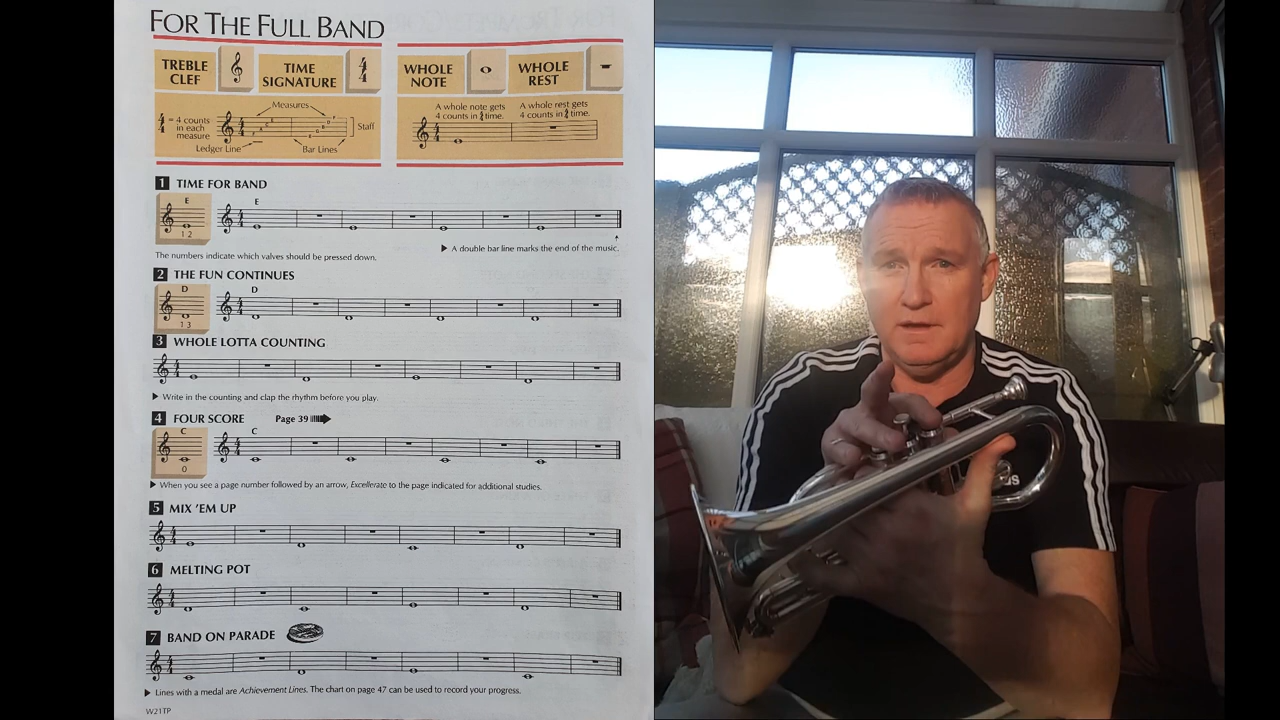 FOR THE FULL BAND
TREBLE
CLEF
TIME
SIGNATURE
4
4
WHOLE
NOTE
WHOLE
REST
4
4
= 4 counts
in each
measure
Measures
Staff
Ledger Line
Bar Lines
A whole note gets
4 counts in 4/4 time.
A whole rest gets
4 counts in 4/4 time.
1 TIME FOR BAND
E
1 2
E
The numbers indicate which valves should be pressed down.
▶ A double bar line marks the end of the music.
2 THE FUN CONTINUES
D
1 3
D
3 WHOLE LOTTA COUNTING
▶ Write in the counting and clap the rhythm before you play.
4 FOUR SCORE Page 39
C
0
C
▶ When you see a page number followed by an arrow, Excellerate to the page indicated for additional studies.
5 MIX 'EM UP
6 MELTING POT
7 BAND ON PARADE
▶ Lines with a medal are Achievement Lines. The chart on page 47 can be used to record your progress.
W21TP